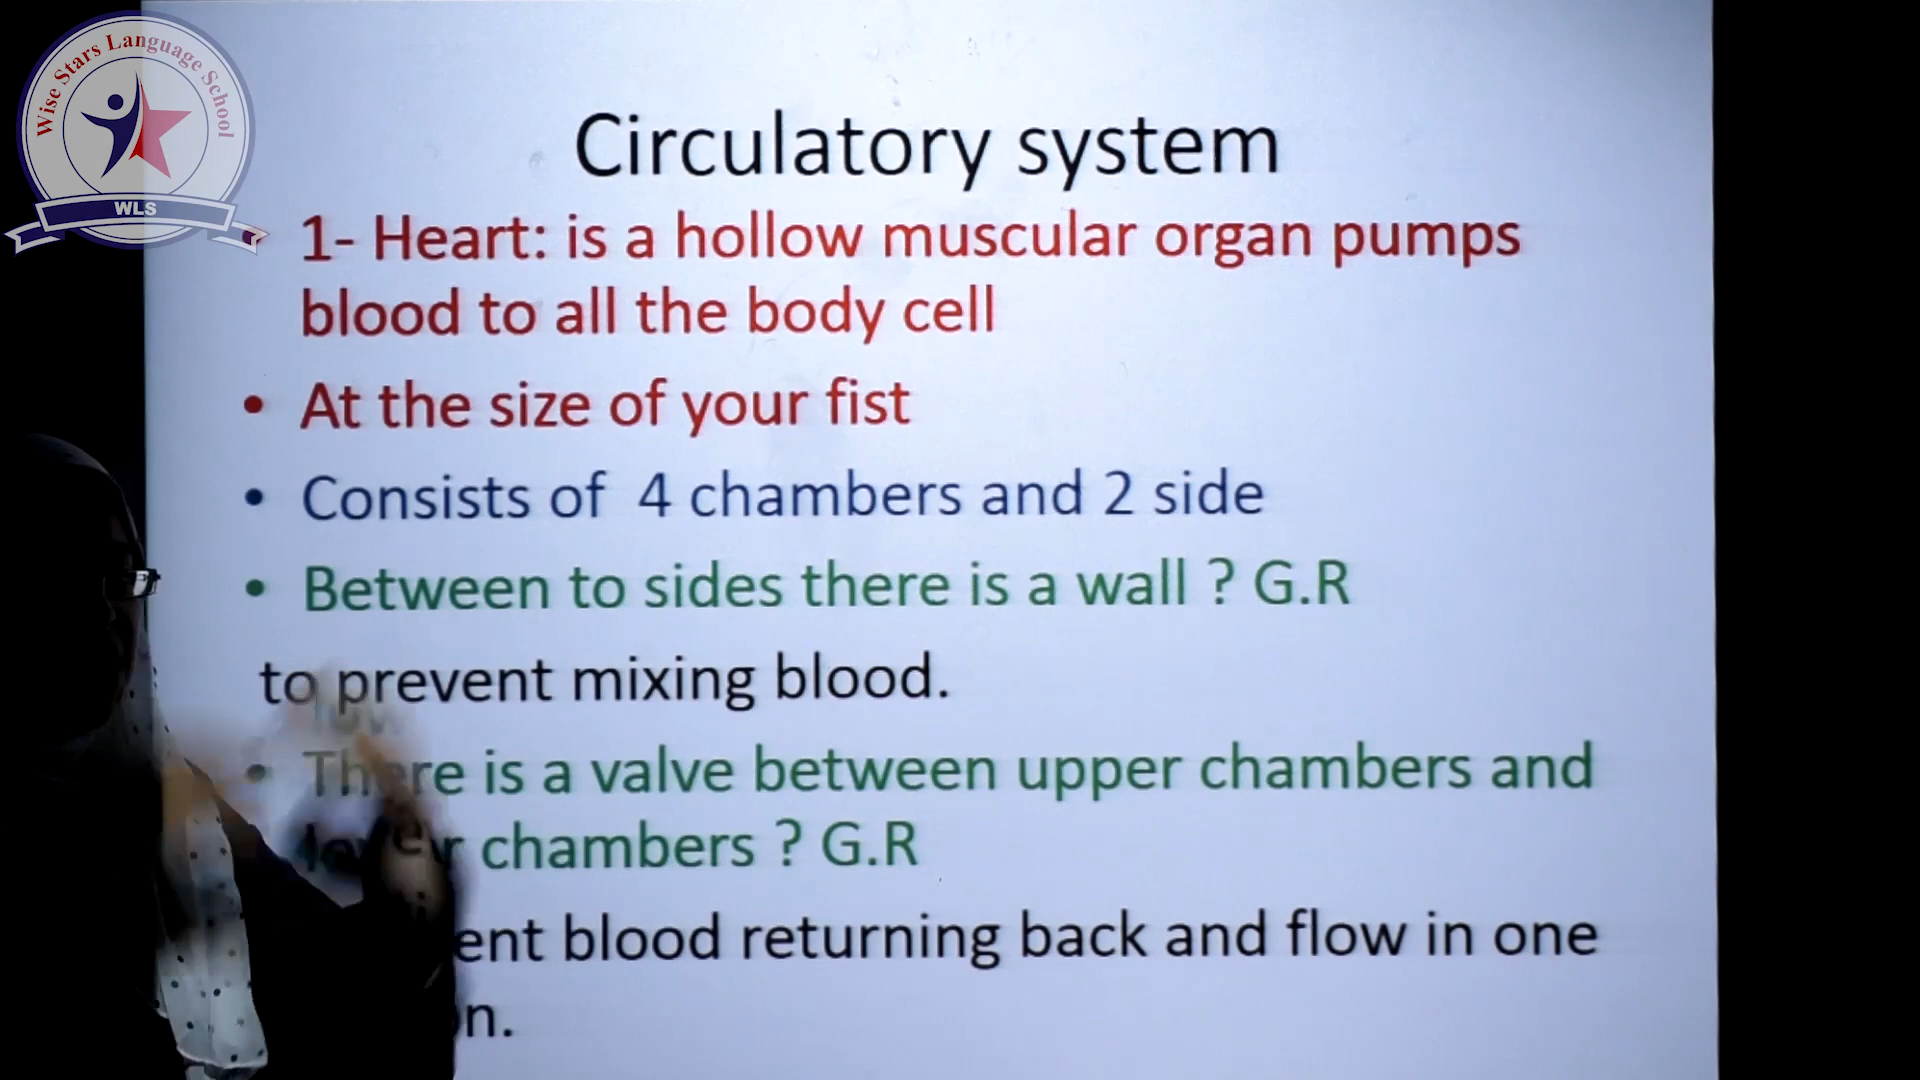 Wise Stars Language School
WLS
Circulatory system
1- Heart: is a hollow muscular organ pumps
blood to all the body cell
• At the size of your fist
• Consists of 4 chambers and 2 side
• Between to sides there is a wall ? G.R
to prevent mixing blood.
• There is a valve between upper chambers and
lower chambers ? G.R
blood returning back and flow in one